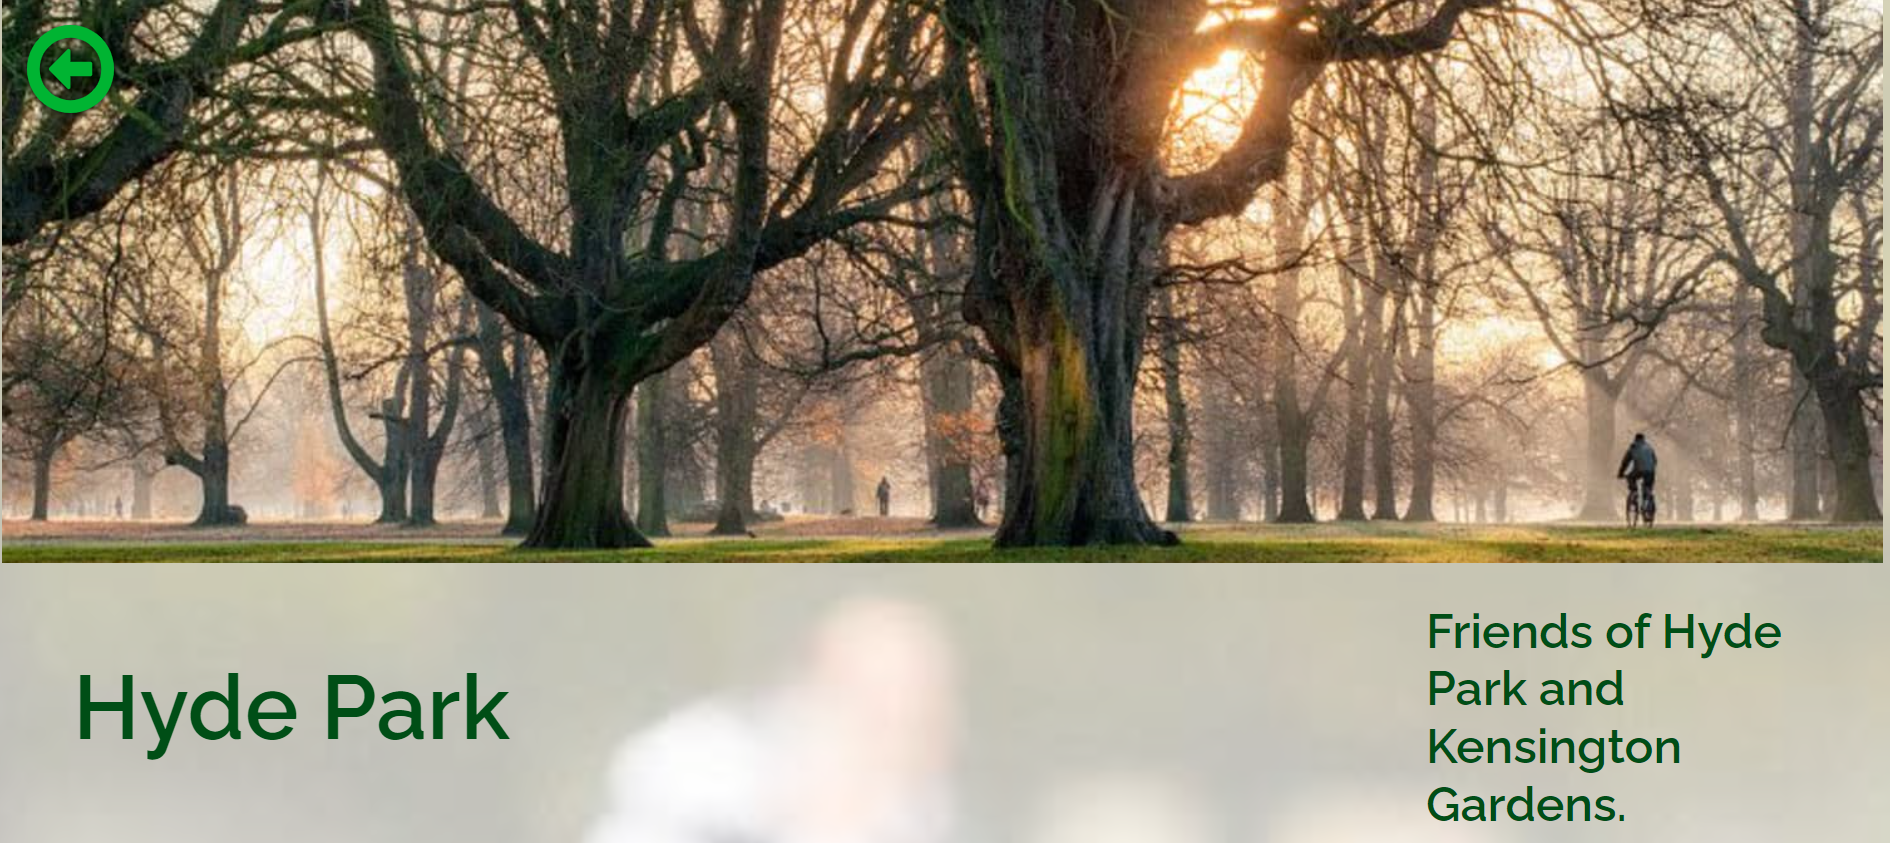 Hyde Park
Friends of Hyde
Park and
Kensington
Gardens.